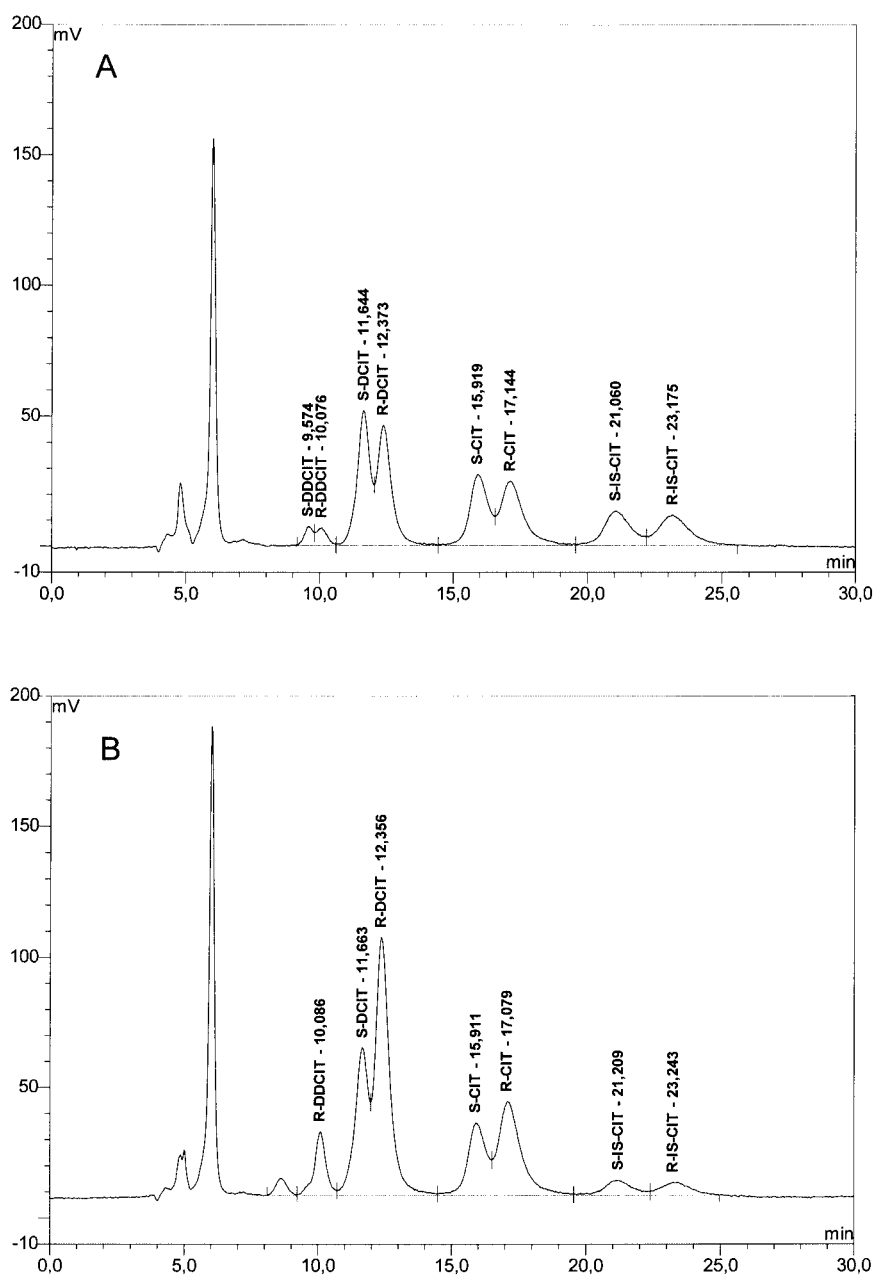 200
mV
A
150
100
50
-10
S-DDCIT - 9,574
R-DDCIT - 10,076
S-DCIT - 11,644
R-DCIT - 12,373
S-CIT - 15,919
R-CIT - 17,144
S-IS-CIT - 21,060
R-IS-CIT - 23,175
min
0,0 5,0 10,0 15,0 20,0 25,0 30,0
200
mV
B
150
100
50
-10
R-DDCIT - 10,086
S-DCIT - 11,663
R-DCIT - 12,356
S-CIT - 15,911
R-CIT - 17,079
S-IS-CIT - 21,209
R-IS-CIT - 23,243
min
0,0 5,0 10,0 15,0 20,0 25,0 30,0